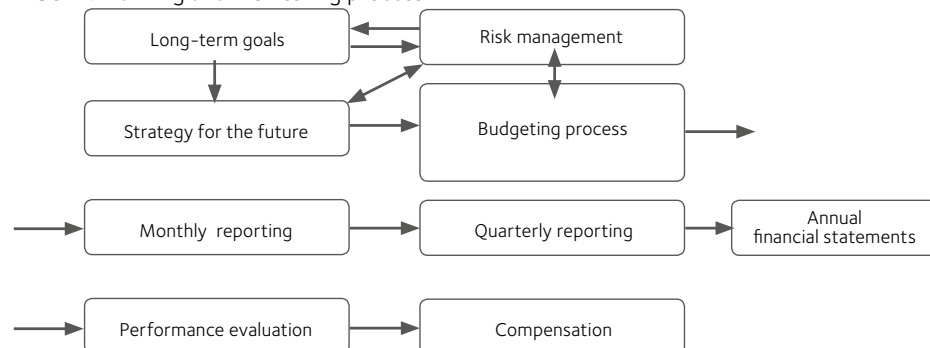 Long-term goals
Risk management
Strategy for the future
Budgeting process
Monthly reporting
Quarterly reporting
Annual
financial statements
Performance evaluation
Compensation